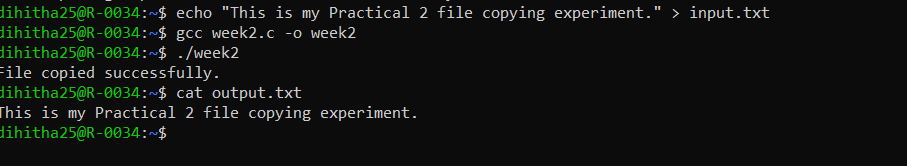 dihitha25@R-0034:~$ echo "This is my Practical 2 file copying experiment." > input.txt
dihitha25@R-0034:~$ gcc week2.c -o week2
dihitha25@R-0034:~$ ./week2
File copied successfully.
dihitha25@R-0034:~$ cat output.txt
This is my Practical 2 file copying experiment.
dihitha25@R-0034:~$